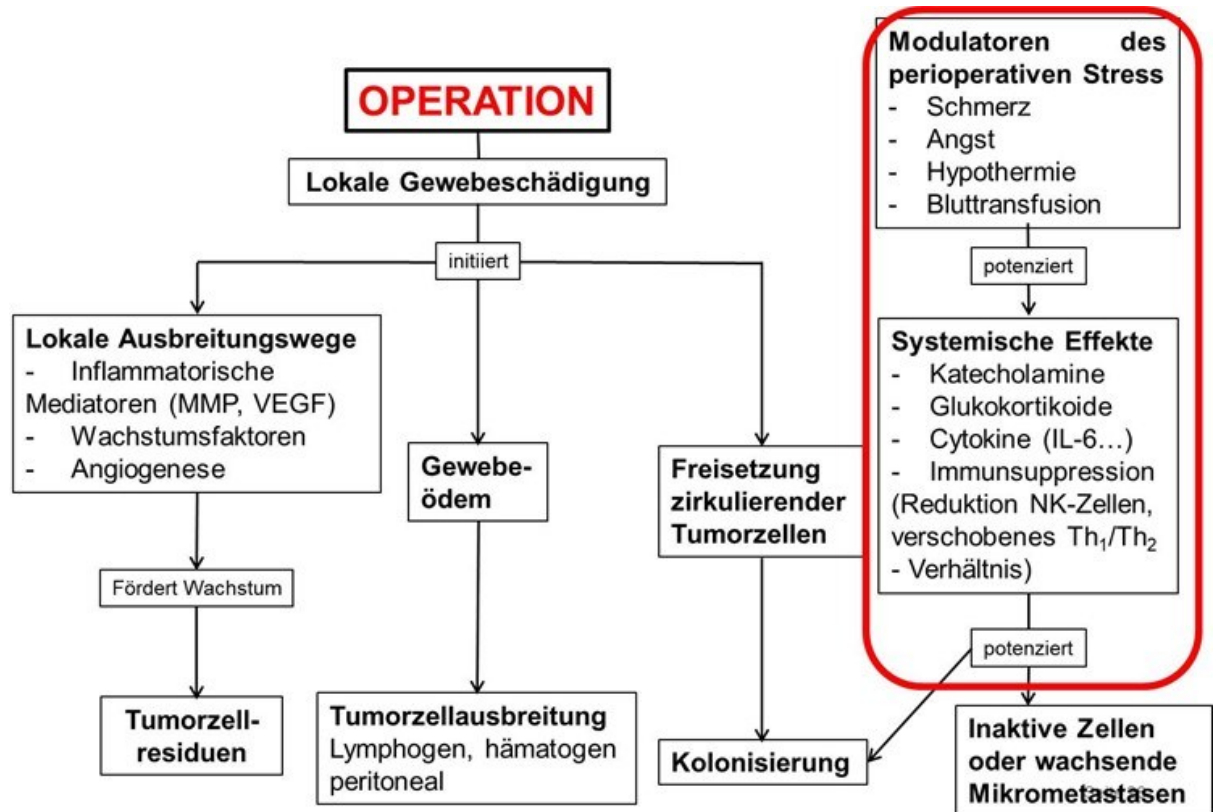 OPERATION
Lokale Gewebeschädigung
initiiert
Lokale Ausbreitungswege
- Inflammatorische
Mediatoren (MMP, VEGF)
- Wachstumsfaktoren
- Angiogenese
Fördert Wachstum
Tumorzell-
residuen
Gewebe-
ödem
Tumorzellausbreitung
Lymphogen, hämatogen
peritoneal
Freisetzung
zirkulierender
Tumorzellen
Kolonisierung
Modulatoren des
perioperativen Stress
- Schmerz
- Angst
- Hypothermie
- Bluttransfusion
potenziert
Systemische Effekte
- Katecholamine
- Glukokortikoide
- Cytokine (IL-6…)
- Immunsuppression
(Reduktion NK-Zellen,
verschobenes Th₁/Th₂
- Verhältnis)
potenziert
Inaktive Zellen
oder wachsende
Mikrometastasen